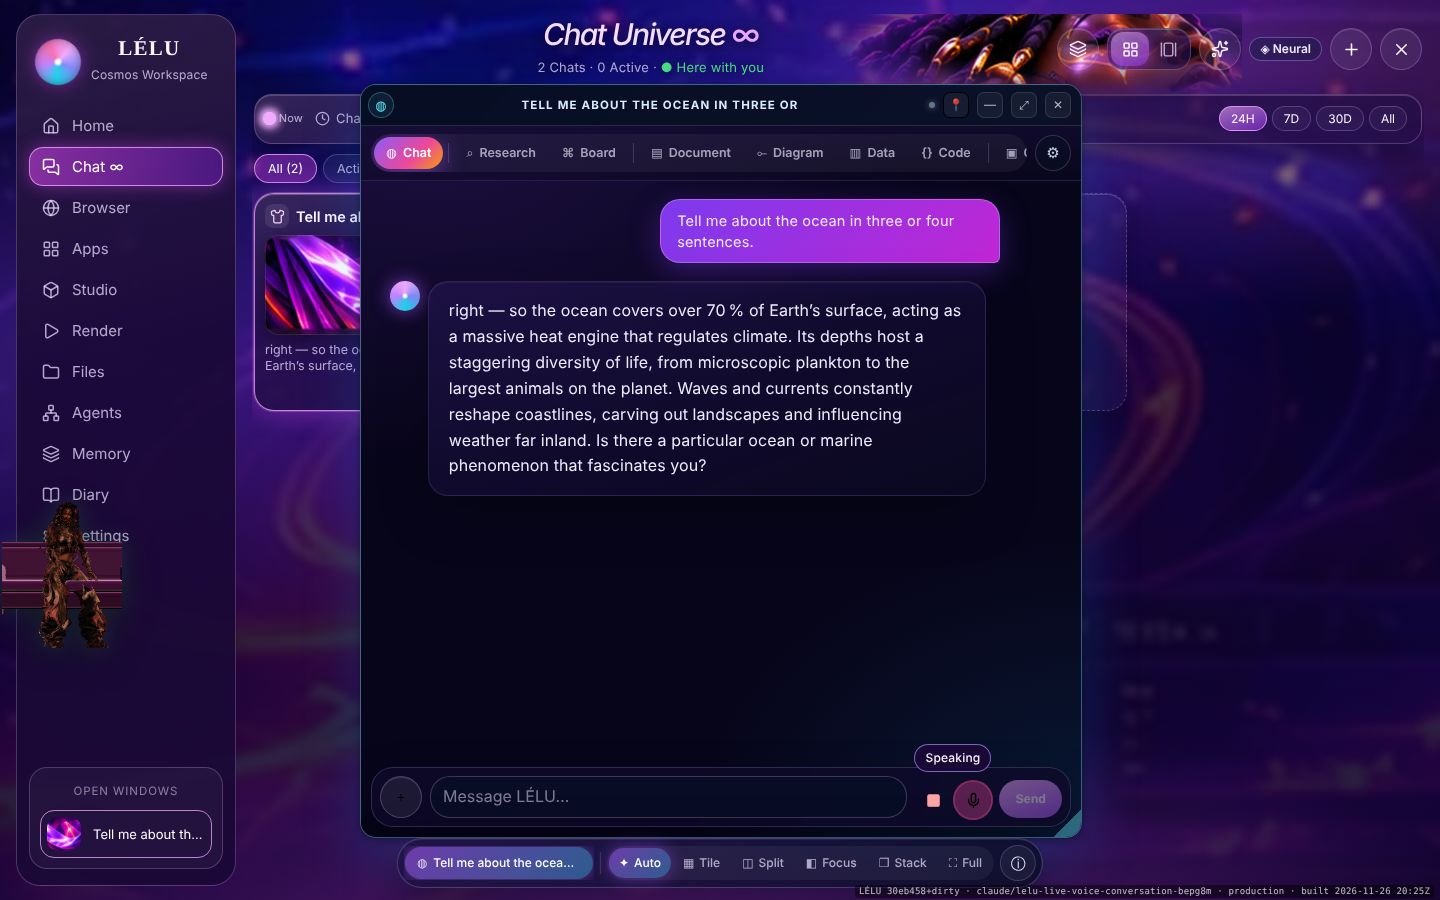 LÉLU
Cosmos Workspace
Home
Chat ∞
Browser
Apps
Studio
Render
Files
Agents
Memory
Diary
ettings
OPEN WINDOWS
Tell me about th...
Chat Universe ∞
2 Chats · 0 Active · ● Here with you
◈ Neural
Now
Cha
24H
7D
30D
All
All (2)
Acti
Tell me al
right — so the o
Earth's surface,
TELL ME ABOUT THE OCEAN IN THREE OR
Chat
Research
⌘ Board
Document
Diagram
Data
{} Code
Tell me about the ocean in three or four
sentences.
right — so the ocean covers over 70 % of Earth’s surface, acting as
a massive heat engine that regulates climate. Its depths host a
staggering diversity of life, from microscopic plankton to the
largest animals on the planet. Waves and currents constantly
reshape coastlines, carving out landscapes and influencing
weather far inland. Is there a particular ocean or marine
phenomenon that fascinates you?
Speaking
Message LÉLU...
Send
Tell me about the ocea...
Auto
Tile
Split
Focus
Stack
Full
LÉLU 30eb458+dirty · claude/lelu-live-voice-conversation-bepg8m · production · built 2026-11-26 20:25Z